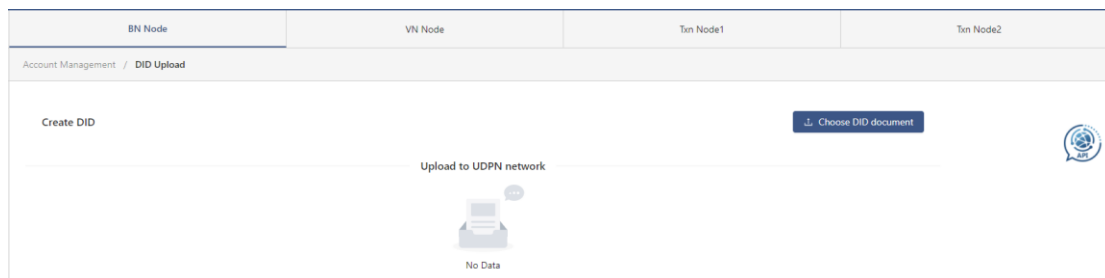 BN Node
VN Node
Txn Node1
Txn Node2
Account Management / DID Upload
Create DID
Choose DID document
API
Upload to UDPN network
No Data